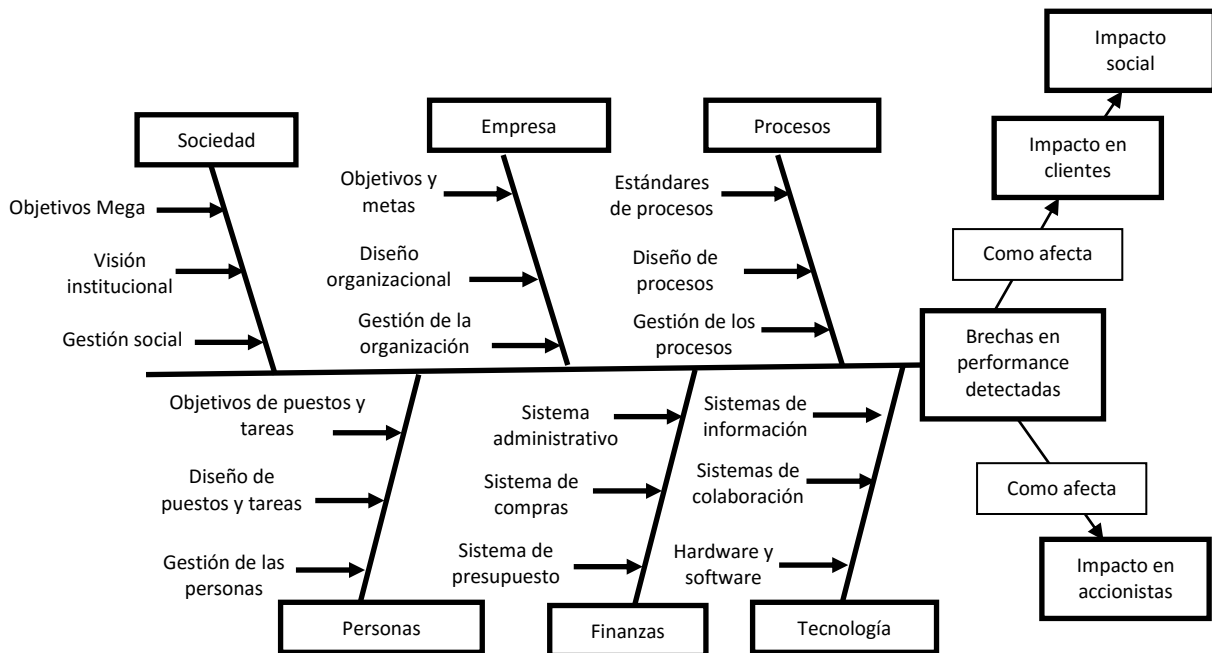 Impacto
social
Sociedad
Empresa
Procesos
Impacto en
clientes
Objetivos Mega
Visión
institucional
Gestión social
Objetivos y
metas
Diseño
organizacional
Gestión de la
organización
Estándares
de procesos
Diseño de
procesos
Gestión de los
procesos
Como afecta
Brechas en
performance
detectadas
Objetivos de puestos y
tareas
Diseño de
puestos y tareas
Gestión de las
personas
Sistema
administrativo
Sistema de
compras
Sistema de
presupuesto
Sistemas de
información
Sistemas de
colaboración
Hardware y
software
Como afecta
Impacto en
accionistas
Personas
Finanzas
Tecnología